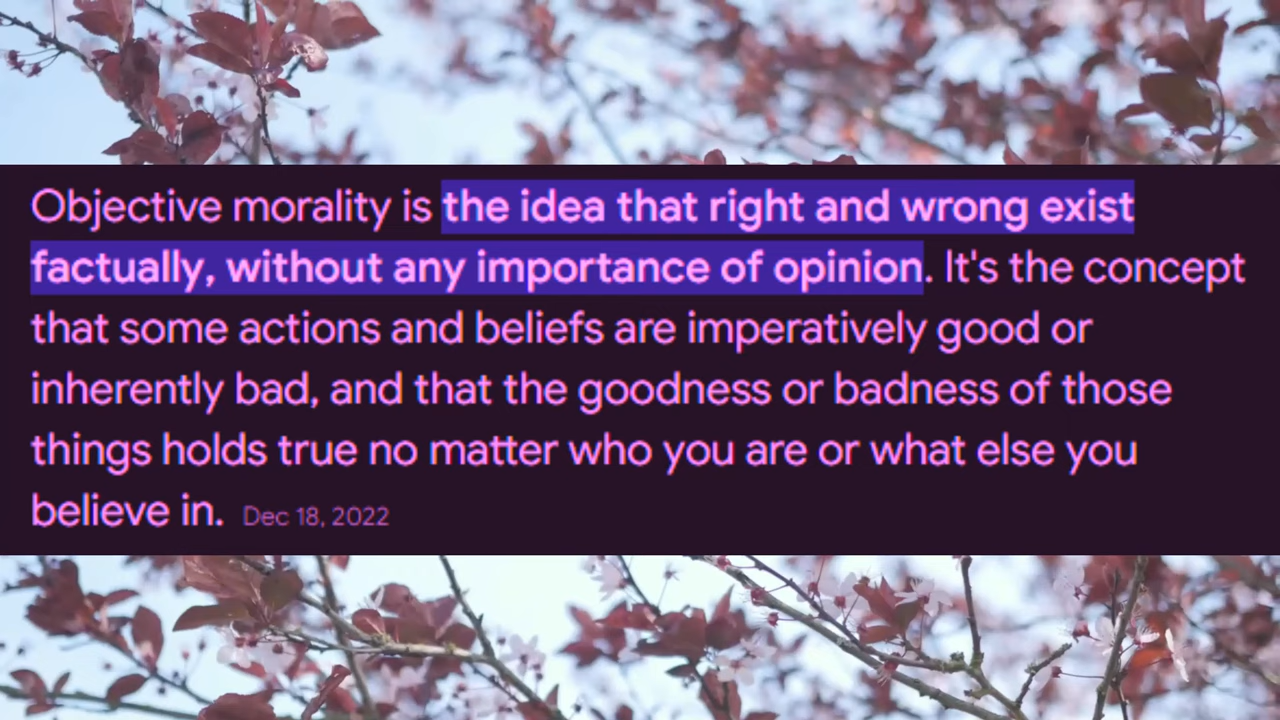 Objective morality is the idea that right and wrong exist
factually, without any importance of opinion. It's the concept
that some actions and beliefs are imperatively good or
inherently bad, and that the goodness or badness of those
things holds true no matter who you are or what else you
believe in. Dec 18, 2022